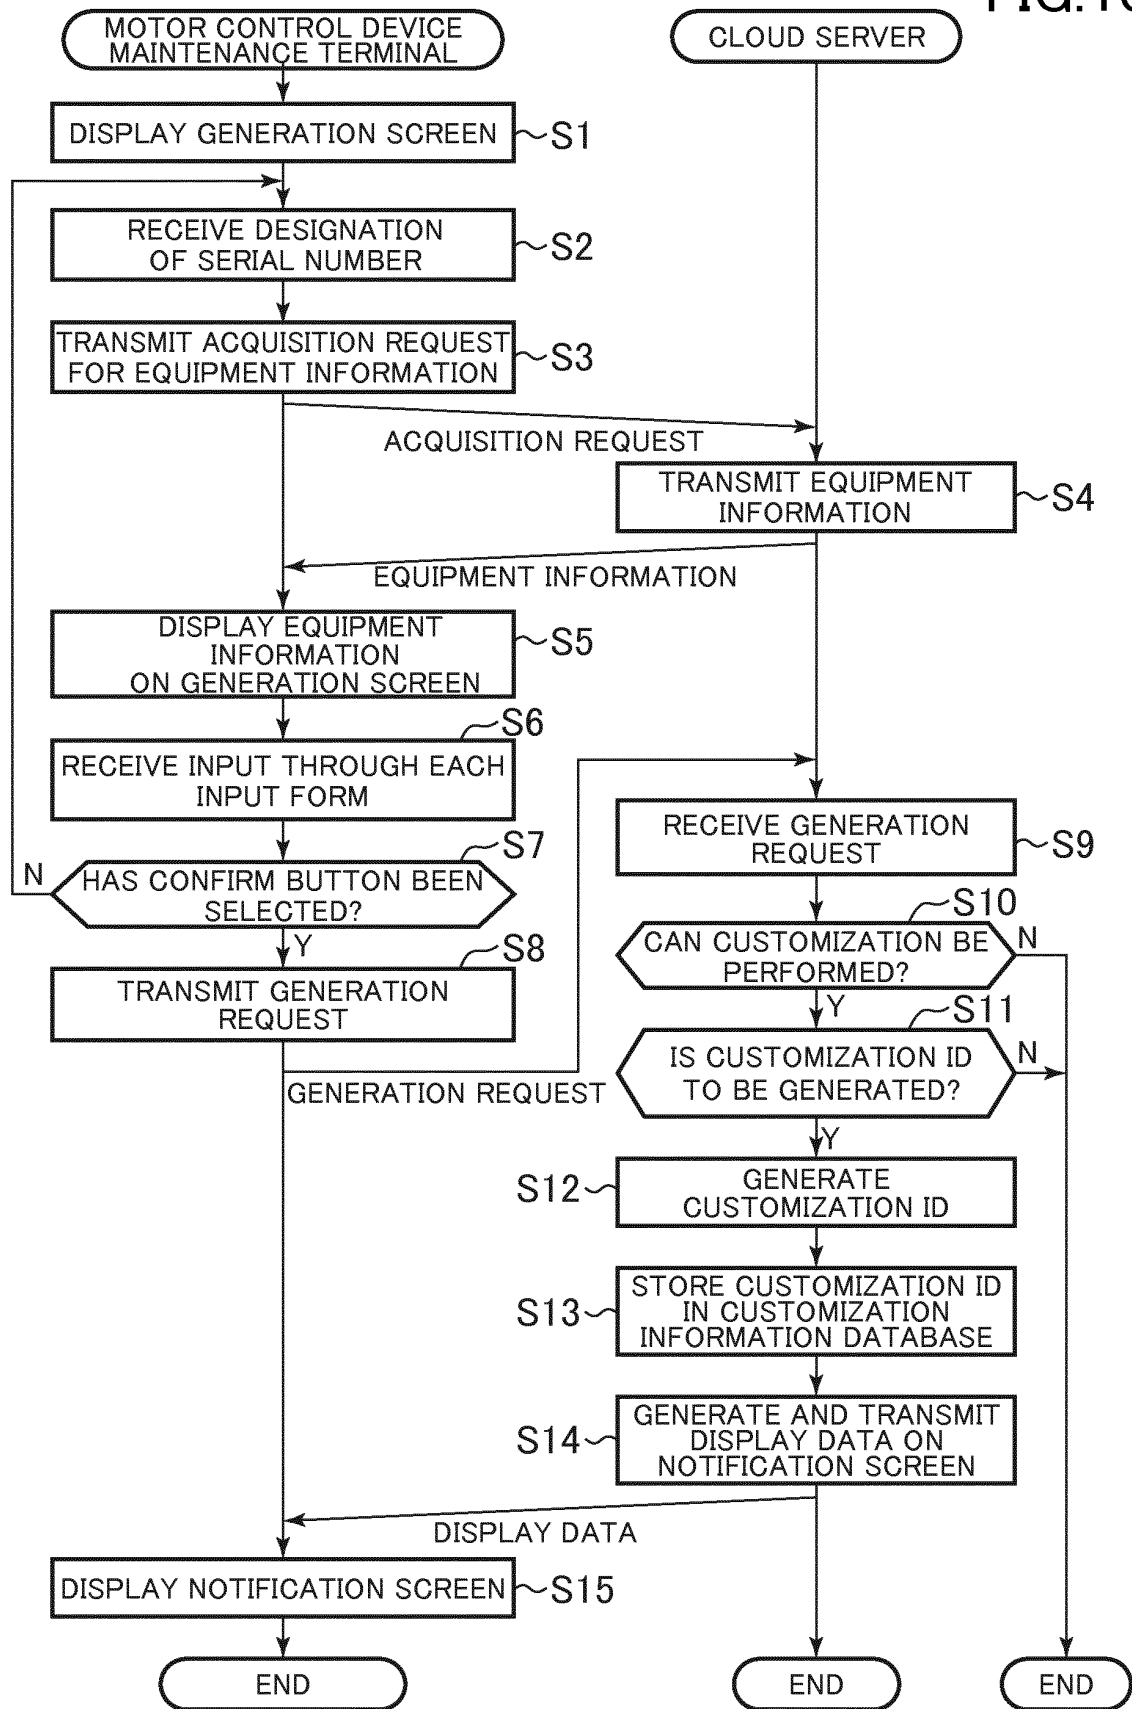 FIG.10
MOTOR CONTROL DEVICE
MAINTENANCE TERMINAL
CLOUD SERVER
DISPLAY GENERATION SCREEN
S1
RECEIVE DESIGNATION
OF SERIAL NUMBER
S2
TRANSMIT ACQUISITION REQUEST
FOR EQUIPMENT INFORMATION
S3
ACQUISITION REQUEST
TRANSMIT EQUIPMENT
INFORMATION
S4
EQUIPMENT INFORMATION
DISPLAY EQUIPMENT
INFORMATION
ON GENERATION SCREEN
S5
S6
RECEIVE INPUT THROUGH EACH
INPUT FORM
RECEIVE GENERATION
REQUEST
S9
S7
N
HAS CONFIRM BUTTON BEEN
SELECTED?
Y
S10
CAN CUSTOMIZATION BE
PERFORMED?
N
Y
S8
TRANSMIT GENERATION
REQUEST
GENERATION REQUEST
S11
IS CUSTOMIZATION ID
TO BE GENERATED?
N
Y
S12
GENERATE
CUSTOMIZATION ID
S13
STORE CUSTOMIZATION ID
IN CUSTOMIZATION
INFORMATION DATABASE
S14
GENERATE AND TRANSMIT
DISPLAY DATA ON
NOTIFICATION SCREEN
DISPLAY DATA
DISPLAY NOTIFICATION SCREEN
S15
END
END
END